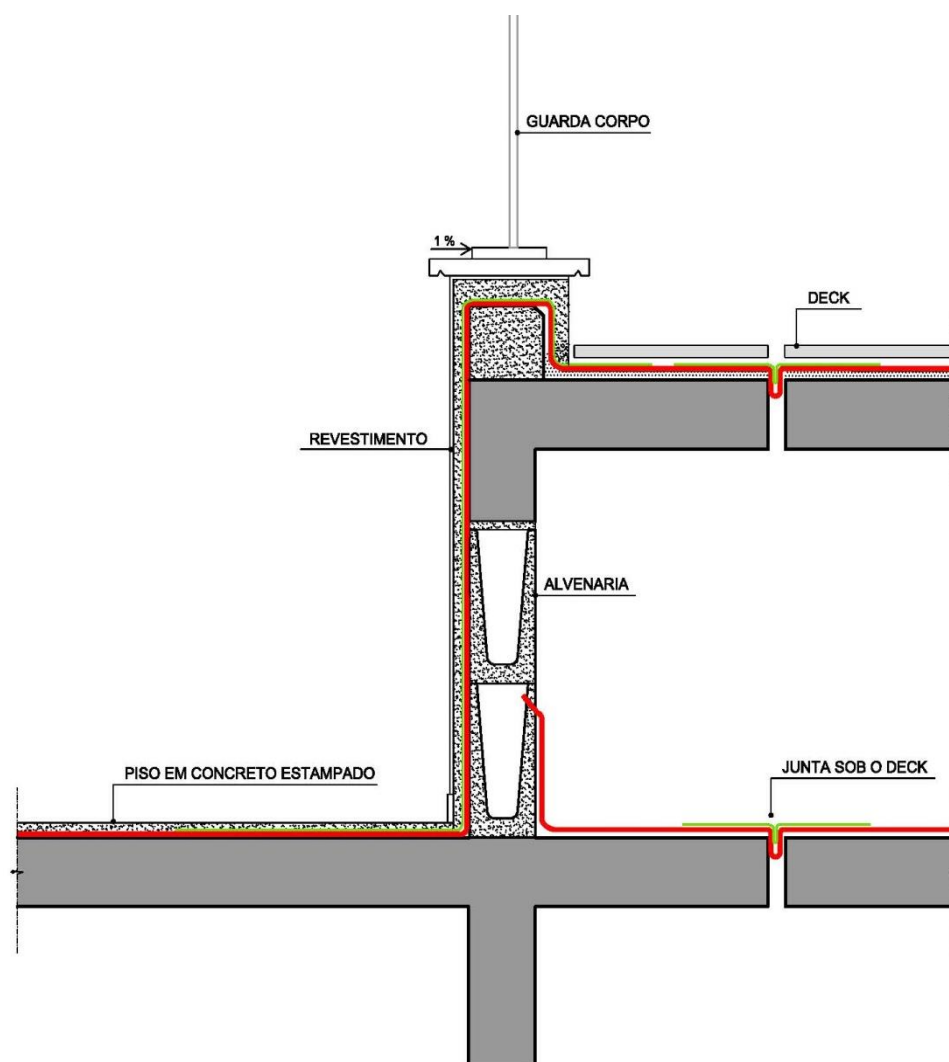 GUARDA CORPO
1 %
DECK
REVESTIMENTO
ALVENARIA
PISO EM CONCRETO ESTAMPADO
JUNTA SOB O DECK